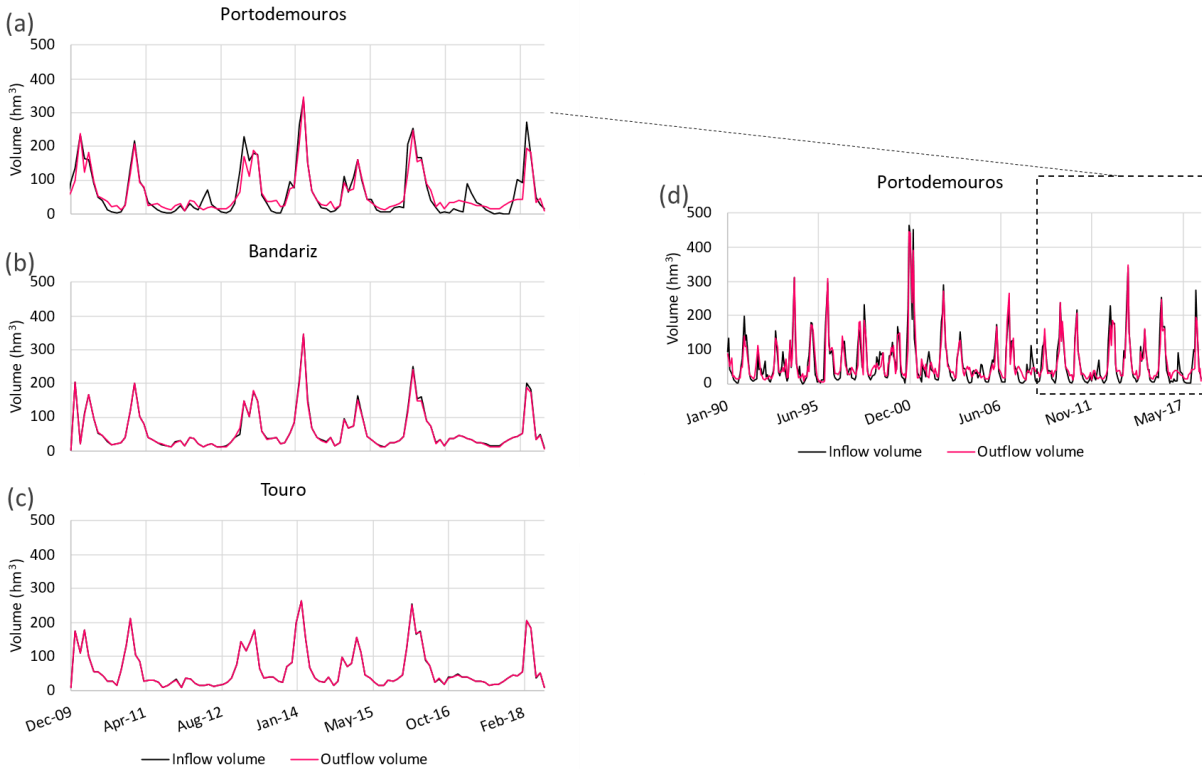 (a)
Portodemouros
500
400
300
200
100
0
Volume (hm³)
(b)
Bandariz
500
400
300
200
100
0
Volume (hm³)
(c)
Touro
500
400
300
200
100
0
Volume (hm³)
Dec-09 Apr-11 Aug-12 Jan-14 May-15 Oct-16 Feb-18
Inflow volume Outflow volume
(d)
Portodemouros
500
400
300
200
100
0
Volume (hm³)
Jan-90 Jun-95 Dec-00 Jun-06 Nov-11 May-17
Inflow volume Outflow volume